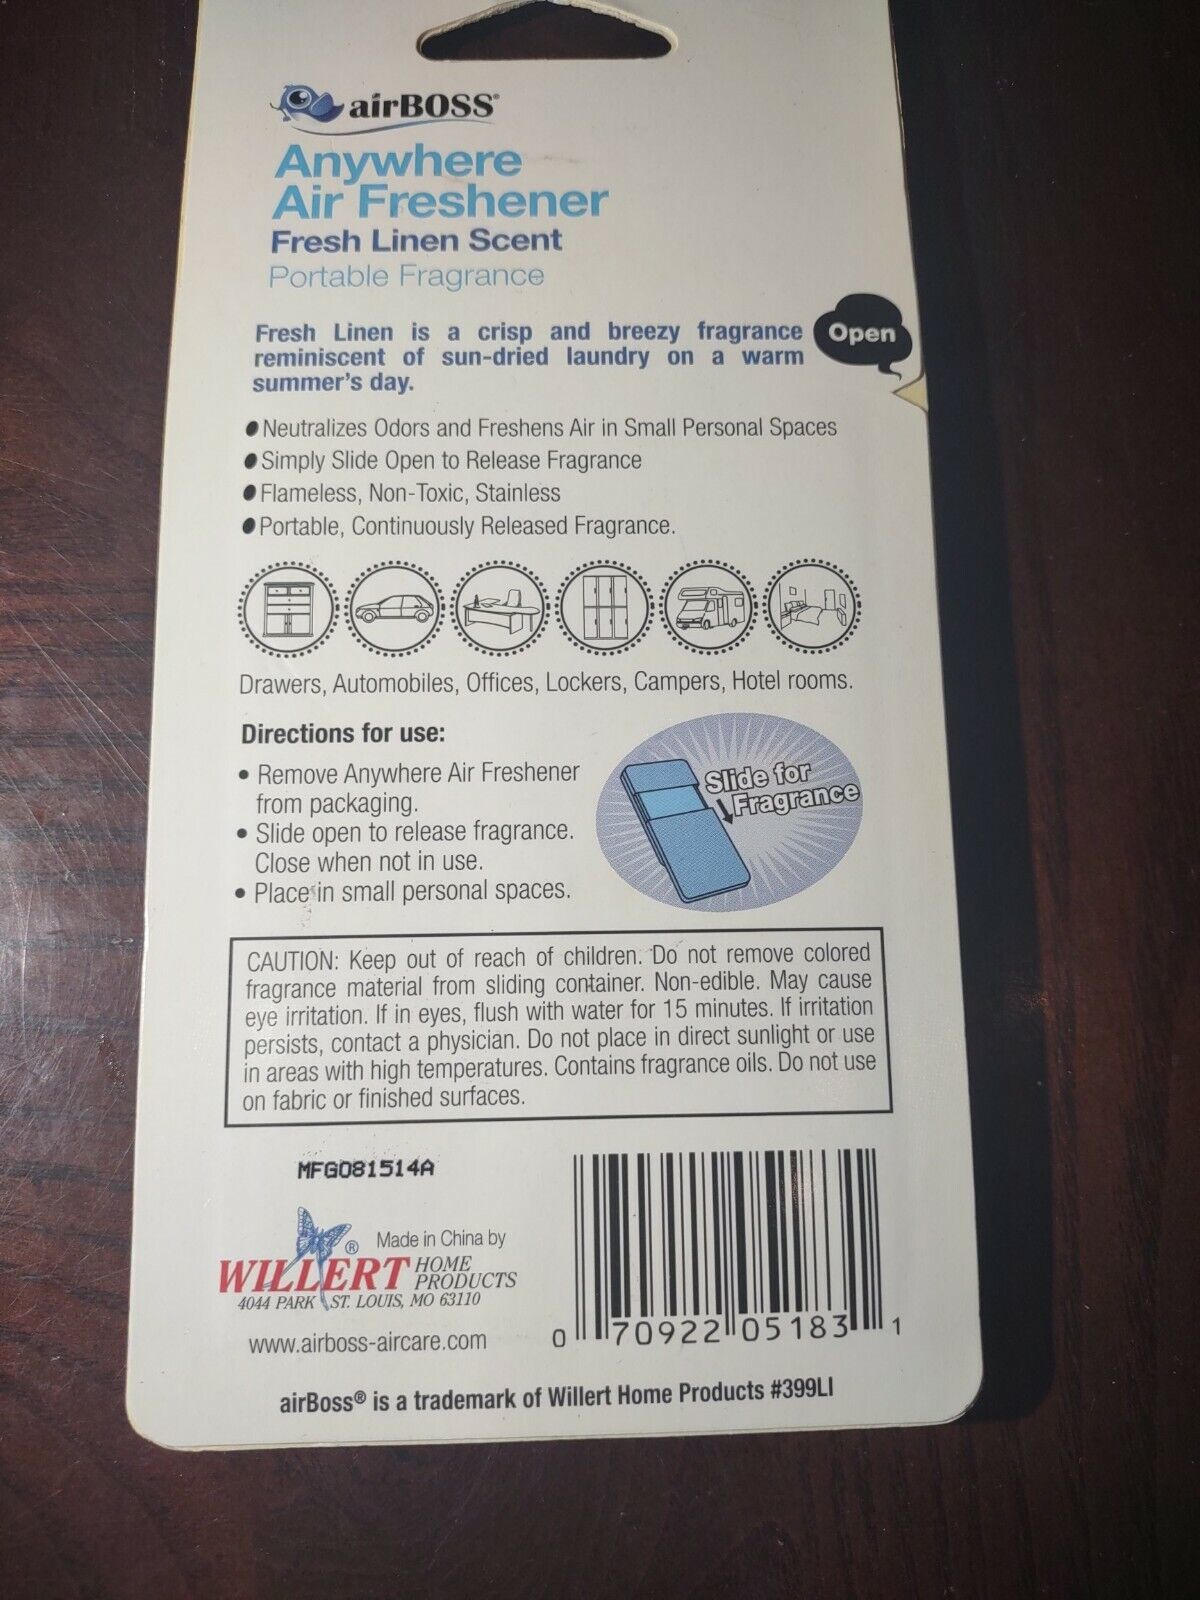 airBOSS®
Anywhere
Air Freshener
Fresh Linen Scent
Portable Fragrance
Fresh Linen is a crisp and breezy fragrance
reminiscent of sun-dried laundry on a warm
summer's day.
Open
● Neutralizes Odors and Freshens Air in Small Personal Spaces
● Simply Slide Open to Release Fragrance
● Flameless, Non-Toxic, Stainless
● Portable, Continuously Released Fragrance.
Drawers, Automobiles, Offices, Lockers, Campers, Hotel rooms.
Directions for use:
• Remove Anywhere Air Freshener
from packaging.
• Slide open to release fragrance.
Close when not in use.
• Place in small personal spaces.
Slide for
Fragrance
CAUTION: Keep out of reach of children. Do not remove colored
fragrance material from sliding container. Non-edible. May cause
eye irritation. If in eyes, flush with water for 15 minutes. If irritation
persists, contact a physician. Do not place in direct sunlight or use
in areas with high temperatures. Contains fragrance oils. Do not use
on fabric or finished surfaces.
MFG081514A
Made in China by
WILLERT® HOME
PRODUCTS
4044 PARK ST. LOUIS, MO 63110
www.airboss-aircare.com
0 70922 05183 1
airBoss® is a trademark of Willert Home Products #399LI